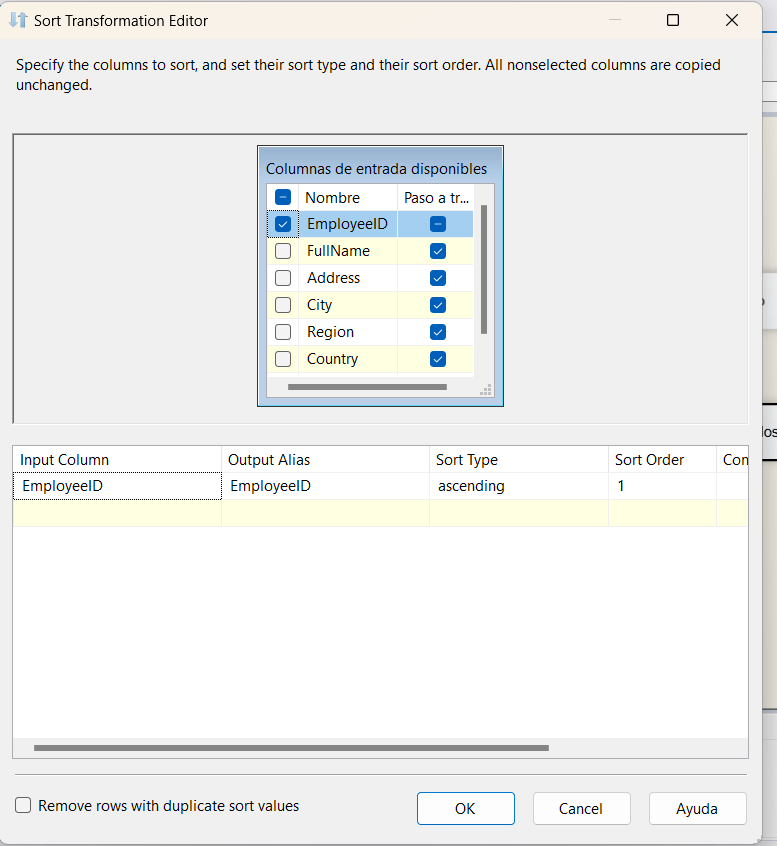 Sort Transformation Editor
Specify the columns to sort, and set their sort type and their sort order. All nonselected columns are copied
unchanged.
Columnas de entrada disponibles
Nombre Paso a tr...
EmployeeID
FullName
Address
City
Region
Country
Input Column Output Alias Sort Type Sort Order Con
EmployeeID EmployeeID ascending 1
Remove rows with duplicate sort values
OK Cancel Ayuda